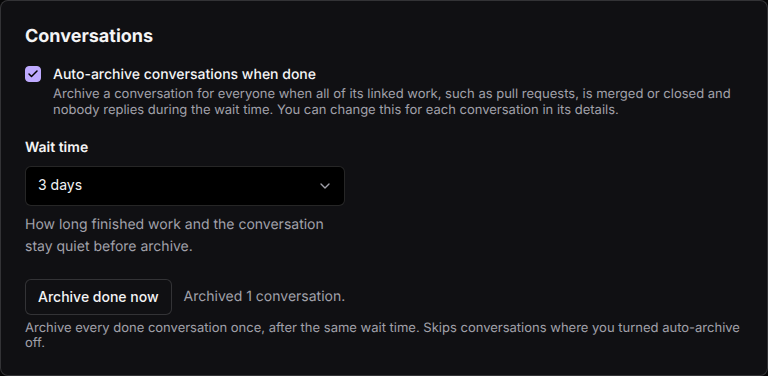 Conversations
Auto-archive conversations when done
Archive a conversation for everyone when all of its linked work, such as pull requests, is merged or closed and
nobody replies during the wait time. You can change this for each conversation in its details.
Wait time
3 days
How long finished work and the conversation
stay quiet before archive.
Archive done now
Archived 1 conversation.
Archive every done conversation once, after the same wait time. Skips conversations where you turned auto-archive
off.